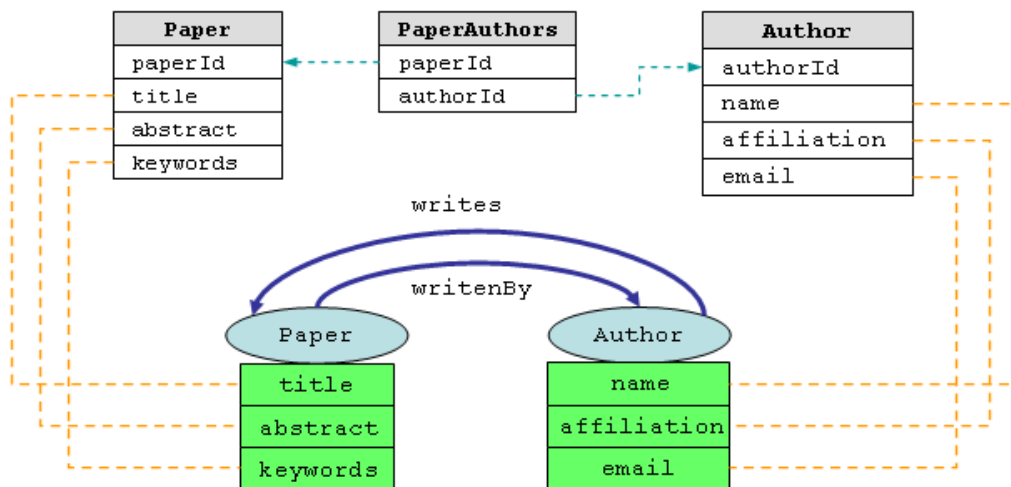 Paper
paperId
title
abstract
keywords
PaperAuthors
paperId
authorId
Author
authorId
name
affiliation
email
writes
writenBy
Paper
title
abstract
keywords
Author
name
affiliation
email